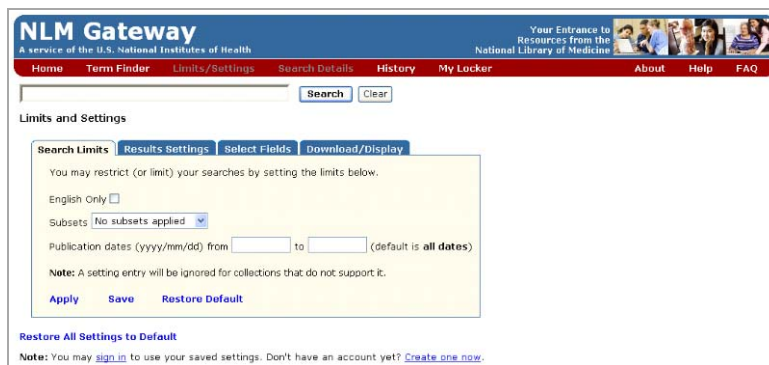 NLM Gateway
A service of the U.S. National Institutes of Health
Your Entrance to
Resources from the
National Library of Medicine
Home Term Finder Limits/Settings Search Details History My Locker About Help FAQ
Search Clear
Limits and Settings
Search Limits Results Settings Select Fields Download/Display
You may restrict (or limit) your searches by setting the limits below.
English Only
Subsets No subsets applied
Publication dates (yyyy/mm/dd) from to (default is all dates)
Note: A setting entry will be ignored for collections that do not support it.
Apply Save Restore Default
Restore All Settings to Default
Note: You may sign in to use your saved settings. Don't have an account yet? Create one now.